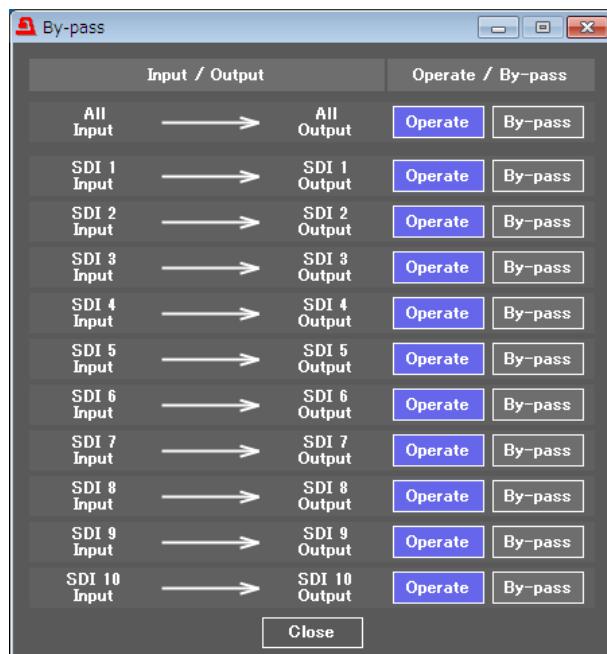 By-pass
Input / Output Operate / By-pass
All All
Input Output Operate By-pass
SDI 1 SDI 1
Input Output Operate By-pass
SDI 2 SDI 2
Input Output Operate By-pass
SDI 3 SDI 3
Input Output Operate By-pass
SDI 4 SDI 4
Input Output Operate By-pass
SDI 5 SDI 5
Input Output Operate By-pass
SDI 6 SDI 6
Input Output Operate By-pass
SDI 7 SDI 7
Input Output Operate By-pass
SDI 8 SDI 8
Input Output Operate By-pass
SDI 9 SDI 9
Input Output Operate By-pass
SDI 10 SDI 10
Input Output Operate By-pass
Close